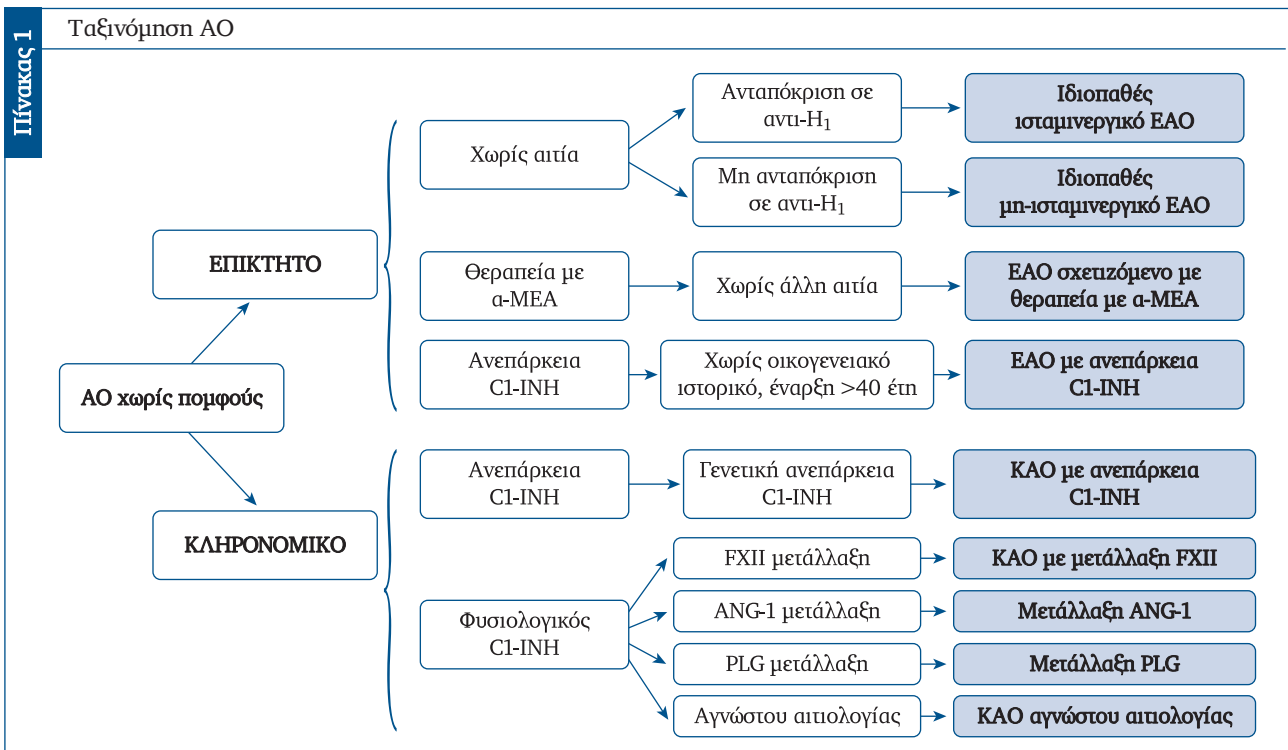 Πίνακας 1
Ταξινόμηση ΑΟ
ΑΟ χωρίς πομφούς
ΕΠΙΚΤΗΤΟ
Χωρίς αιτία
Ανταπόκριση σε
αντι-H1
Ιδιοπαθές
ισταμινεργικό ΕΑΟ
Μη ανταπόκριση
σε αντι-H1
Ιδιοπαθές
μη-ισταμινεργικό ΕΑΟ
Θεραπεία με
α-ΜΕΑ
Χωρίς άλλη αιτία
ΕΑΟ σχετιζόμενο με
θεραπεία με α-ΜΕΑ
Ανεπάρκεια
C1-INH
Χωρίς οικογενειακό
ιστορικό, έναρξη >40 έτη
ΕΑΟ με ανεπάρκεια
C1-INH
ΚΛΗΡΟΝΟΜΙΚΟ
Ανεπάρκεια
C1-INH
Γενετική ανεπάρκεια
C1-INH
ΚΑΟ με ανεπάρκεια
C1-INH
Φυσιολογικός
C1-INH
FXII μετάλλαξη
ΚΑΟ με μετάλλαξη FXII
ANG-1 μετάλλαξη
Μετάλλαξη ANG-1
PLG μετάλλαξη
Μετάλλαξη PLG
Αγνώστου αιτιολογίας
ΚΑΟ αγνώστου αιτιολογίας